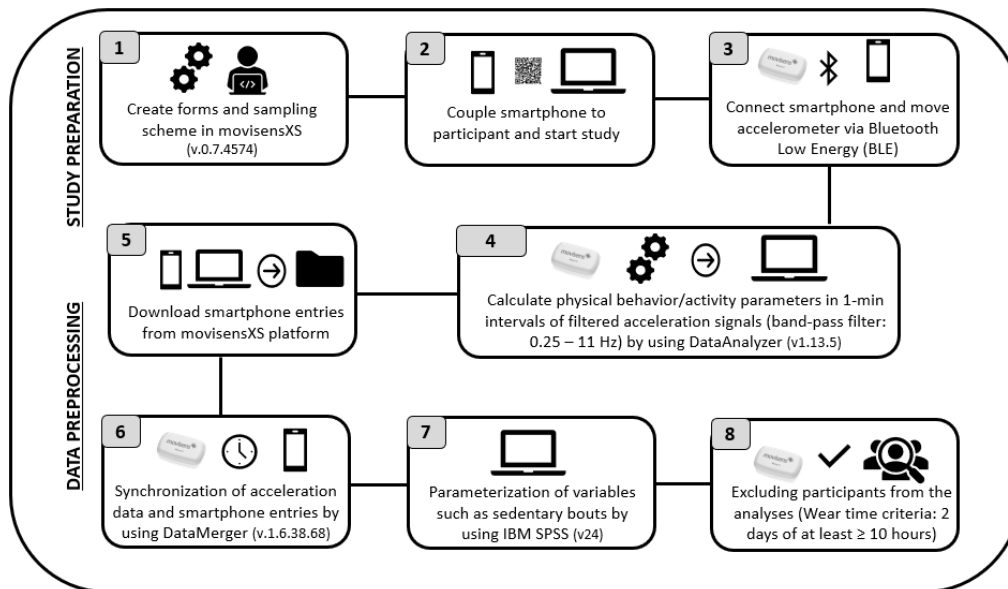 STUDY PREPARATION
1
Create forms and sampling
scheme in movisensXS
(v.0.7.4574)
2
Couple smartphone to
participant and start study
3
movisens
Connect smartphone and move
accelerometer via Bluetooth
Low Energy (BLE)
DATA PREPROCESSING
4
movisens
Calculate physical behavior/activity parameters in 1-min
intervals of filtered acceleration signals (band-pass filter:
0.25 – 11 Hz) by using DataAnalyzer (v1.13.5)
5
Download smartphone entries
from movisensXS platform
6
movisens
Synchronization of acceleration
data and smartphone entries by
using DataMerger (v.1.6.38.68)
7
Parameterization of variables
such as sedentary bouts by
using IBM SPSS (v24)
8
movisens
Excluding participants from the
analyses (Wear time criteria: 2
days of at least ≥ 10 hours)